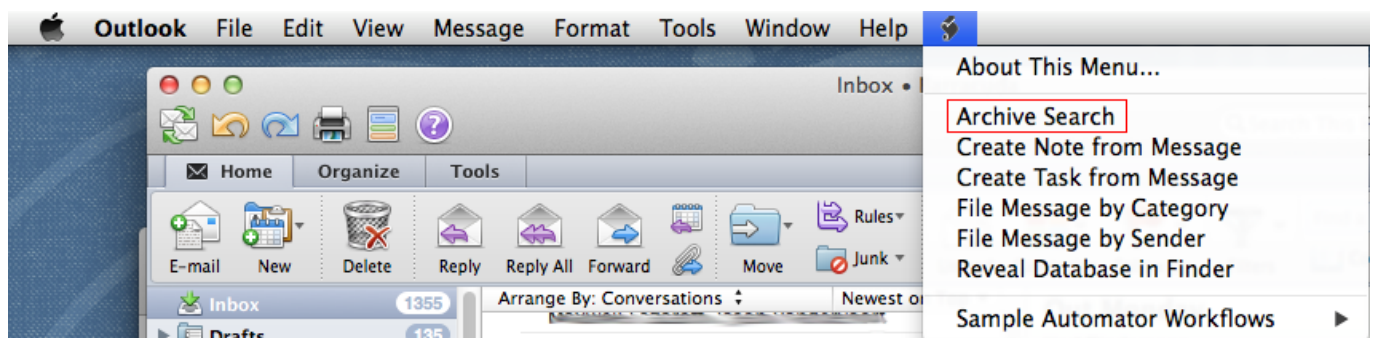 Outlook File Edit View Message Format Tools Window Help
Inbox •
About This Menu...
Archive Search
Create Note from Message
Create Task from Message
File Message by Category
File Message by Sender
Reveal Database in Finder
Sample Automator Workflows
Home Organize Tools
Rules
E-mail New Delete Reply Reply All Forward Move Junk
Inbox 1355 Arrange By: Conversations Newest
Drafts 135